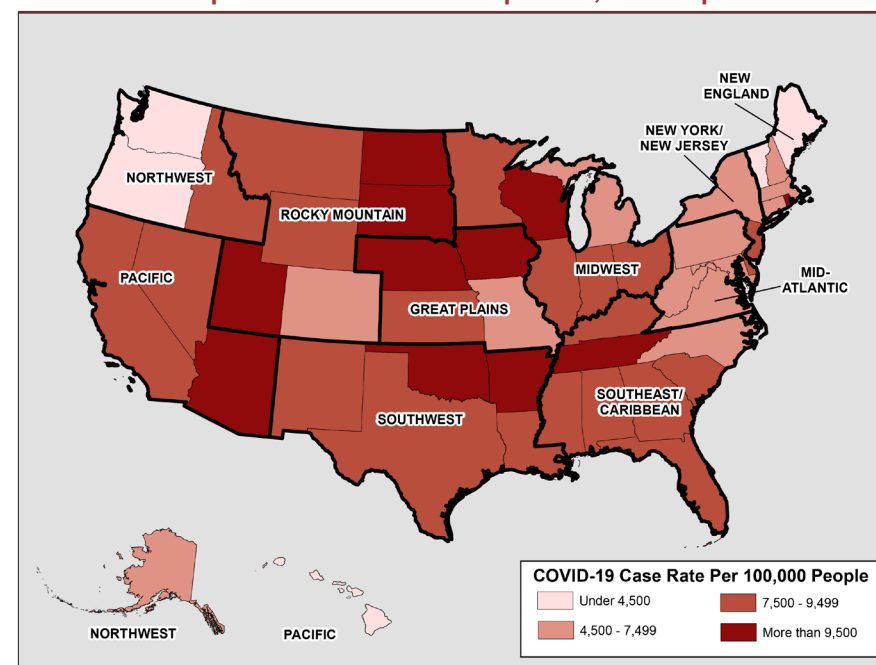 NEW
ENGLAND
NEW YORK/
NEW JERSEY
NORTHWEST
ROCKY MOUNTAIN
PACIFIC
MIDWEST
MID-
ATLANTIC
GREAT PLAINS
SOUTHEAST/
CARIBBEAN
SOUTHWEST
NORTHWEST
PACIFIC
COVID-19 Case Rate Per 100,000 People
Under 4,500
7,500 - 9,499
4,500 - 7,499
More than 9,500